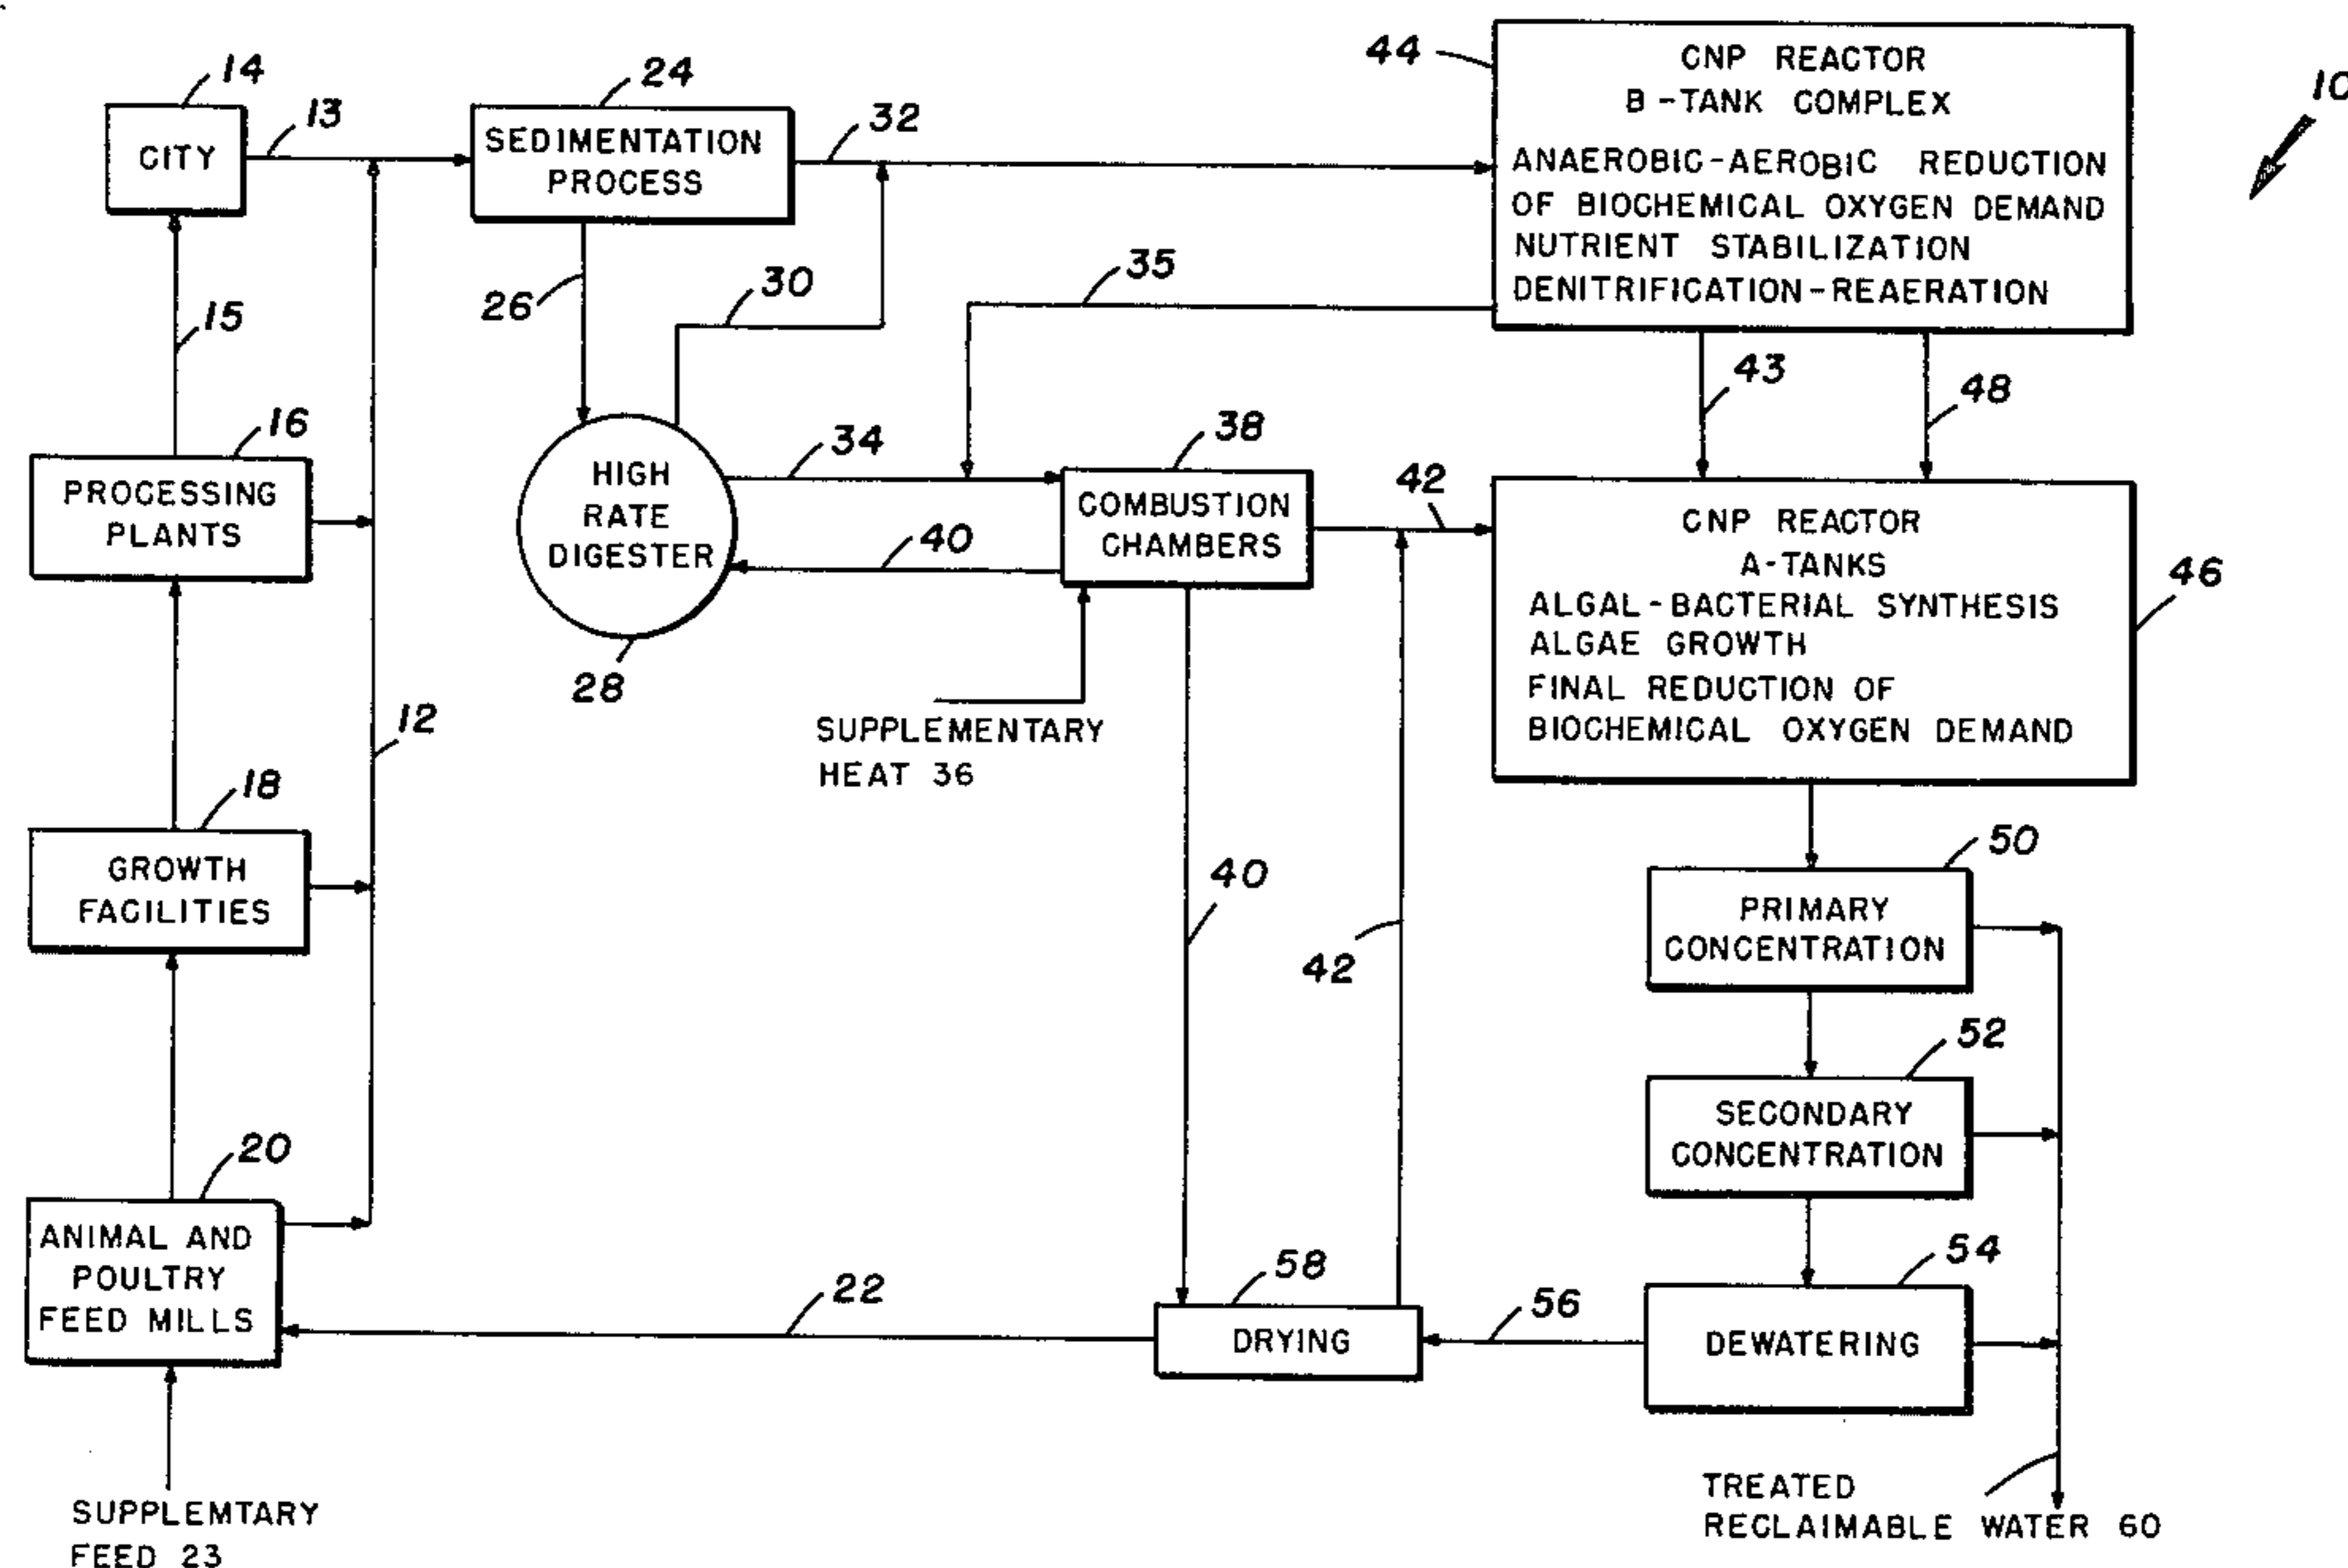 14
13
CITY
24
SEDIMENTATION
PROCESS
32
44
CNP REACTOR
B-TANK COMPLEX
ANAEROBIC-AEROBIC REDUCTION
OF BIOCHEMICAL OXYGEN DEMAND
NUTRIENT STABILIZATION
DENITRIFICATION-REAERATION
10
15
26
30
35
43
48
16
PROCESSING
PLANTS
HIGH
RATE
DIGESTER
28
34
40
38
COMBUSTION
CHAMBERS
42
CNP REACTOR
A-TANKS
ALGAL-BACTERIAL SYNTHESIS
ALGAE GROWTH
FINAL REDUCTION OF
BIOCHEMICAL OXYGEN DEMAND
46
SUPPLEMENTARY
HEAT 36
12
18
GROWTH
FACILITIES
40
42
50
PRIMARY
CONCENTRATION
52
SECONDARY
CONCENTRATION
20
ANIMAL AND
POULTRY
FEED MILLS
22
58
DRYING
56
54
DEWATERING
SUPPLEMTARY
FEED 23
TREATED
RECLAIMABLE WATER 60